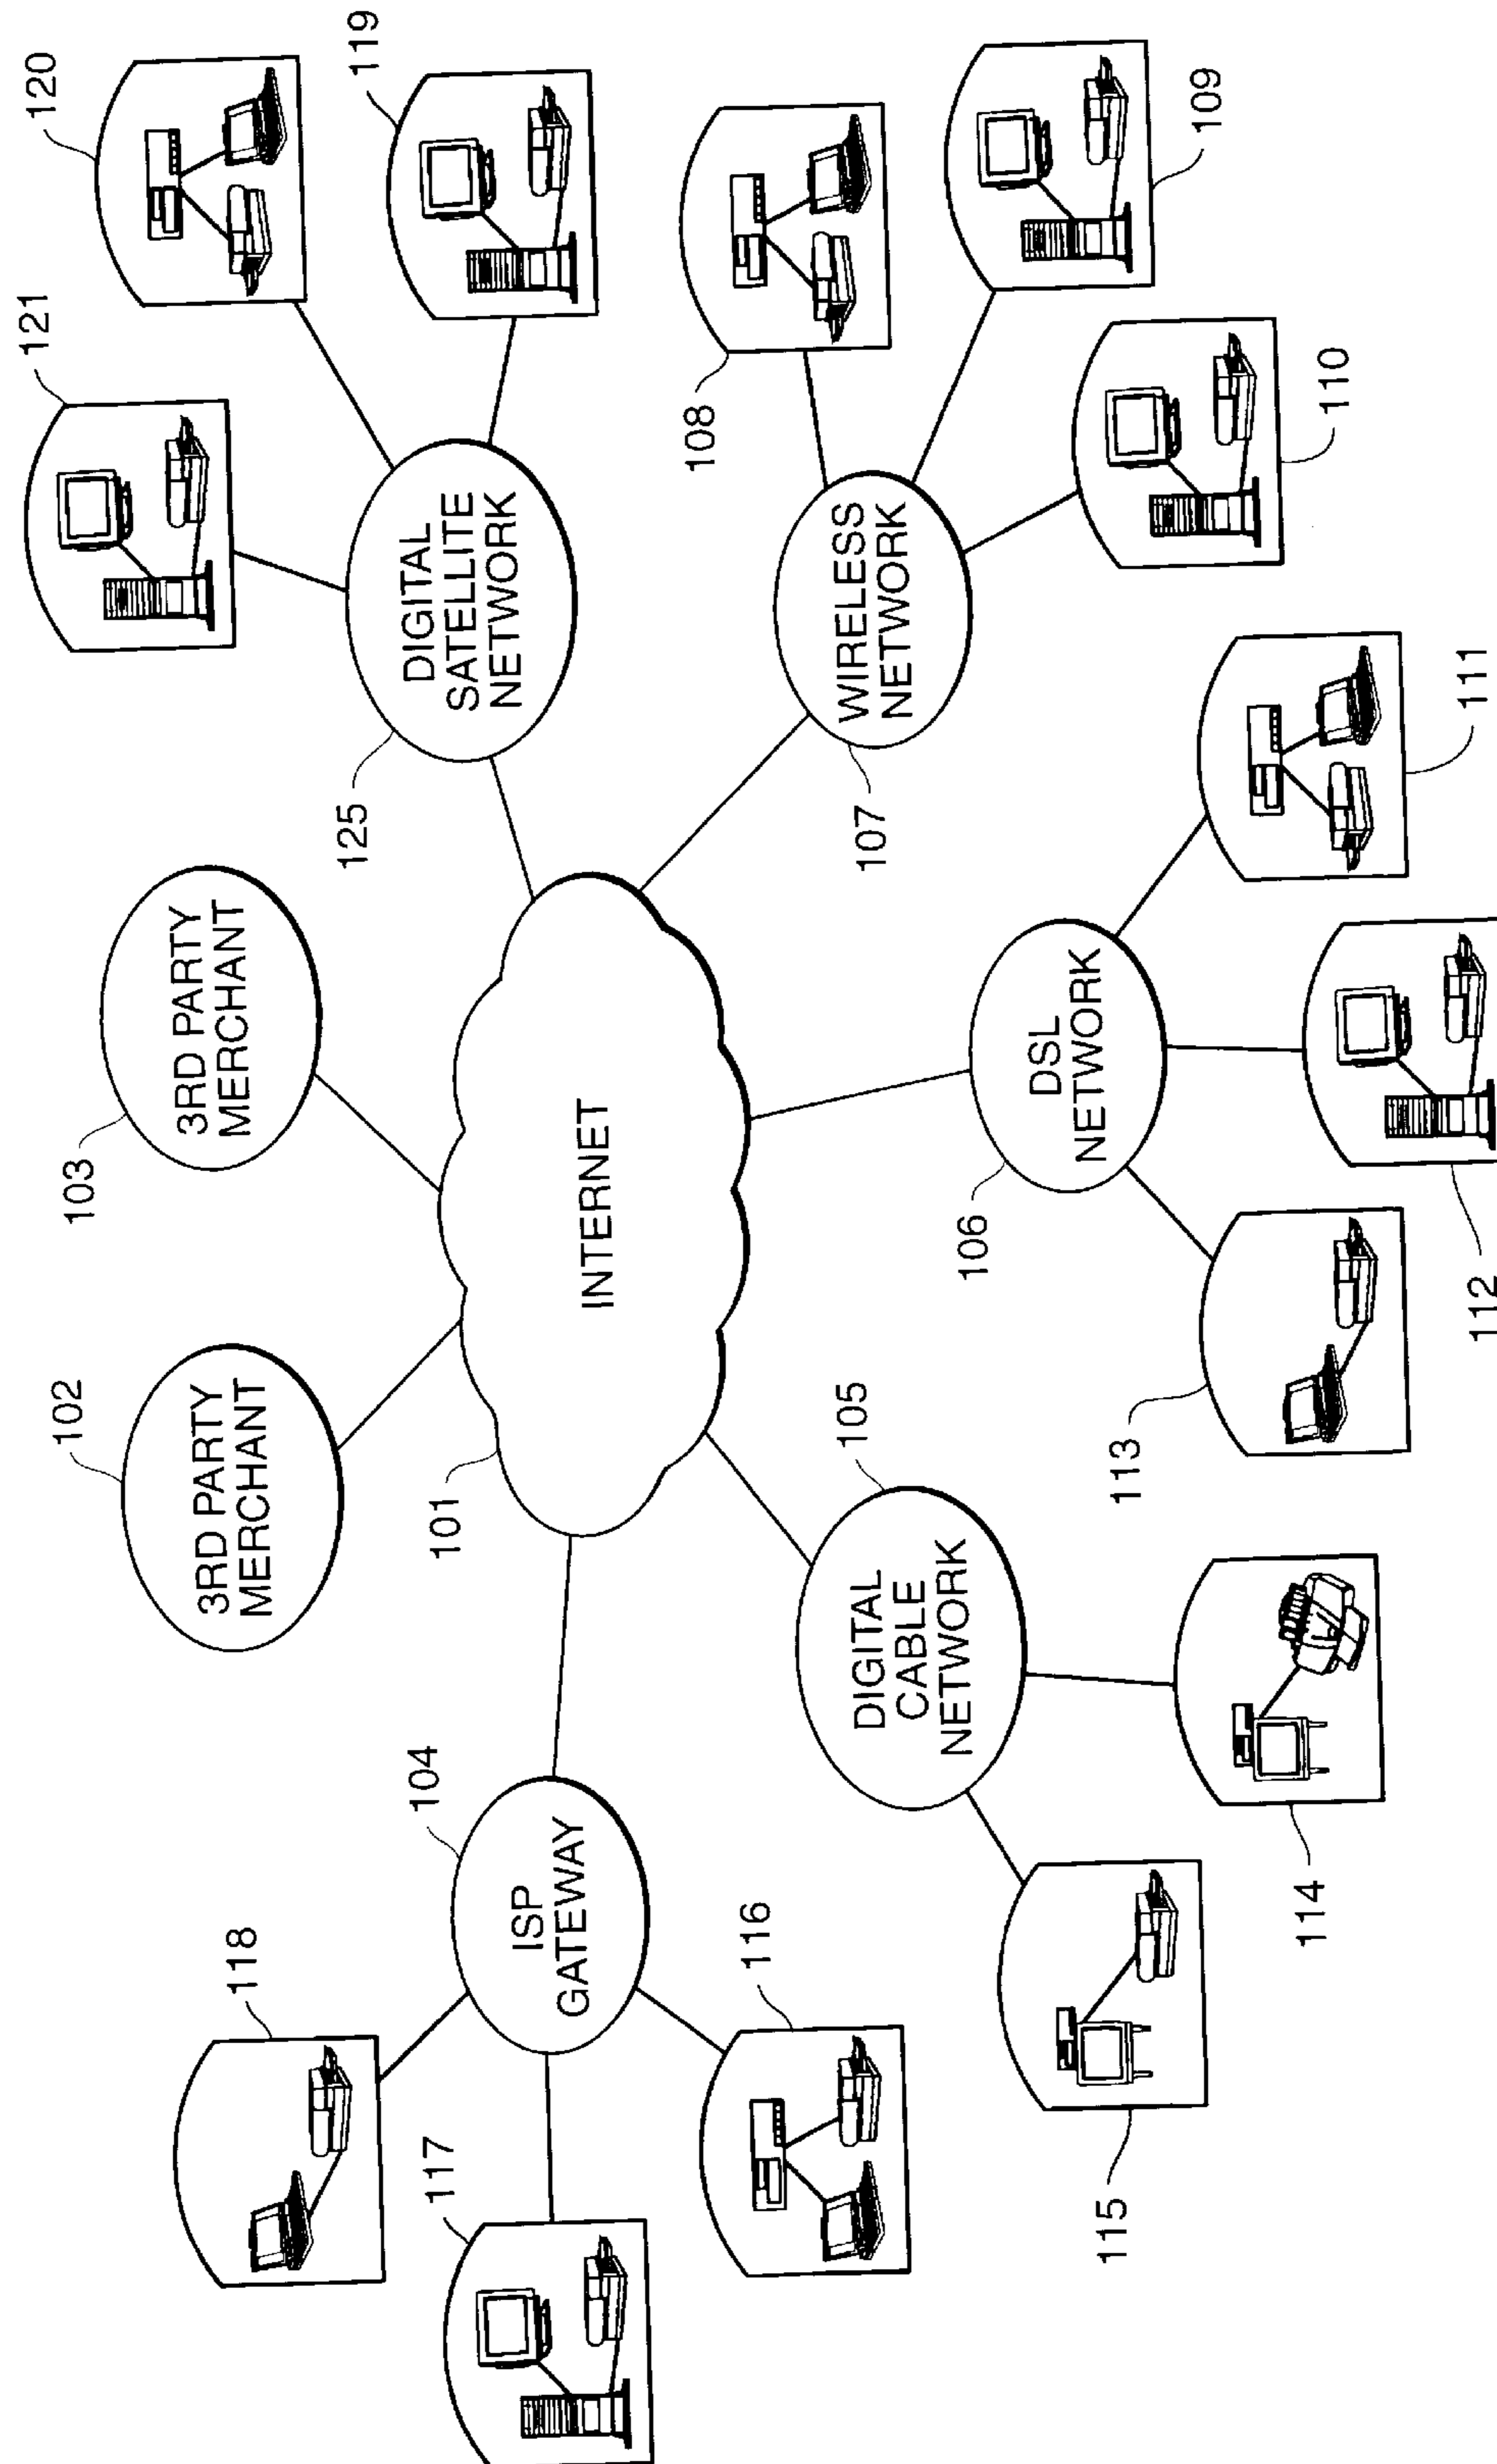 118
117
116
ISP
GATEWAY
104
115
114
DIGITAL
CABLE
NETWORK
105
3RD PARTY
MERCHANT
102
3RD PARTY
MERCHANT
103
INTERNET
101
113
112
111
DSL
NETWORK
106
DIGITAL
SATELLITE
NETWORK
125
121
120
119
WIRELESS
NETWORK
107
108
109
110